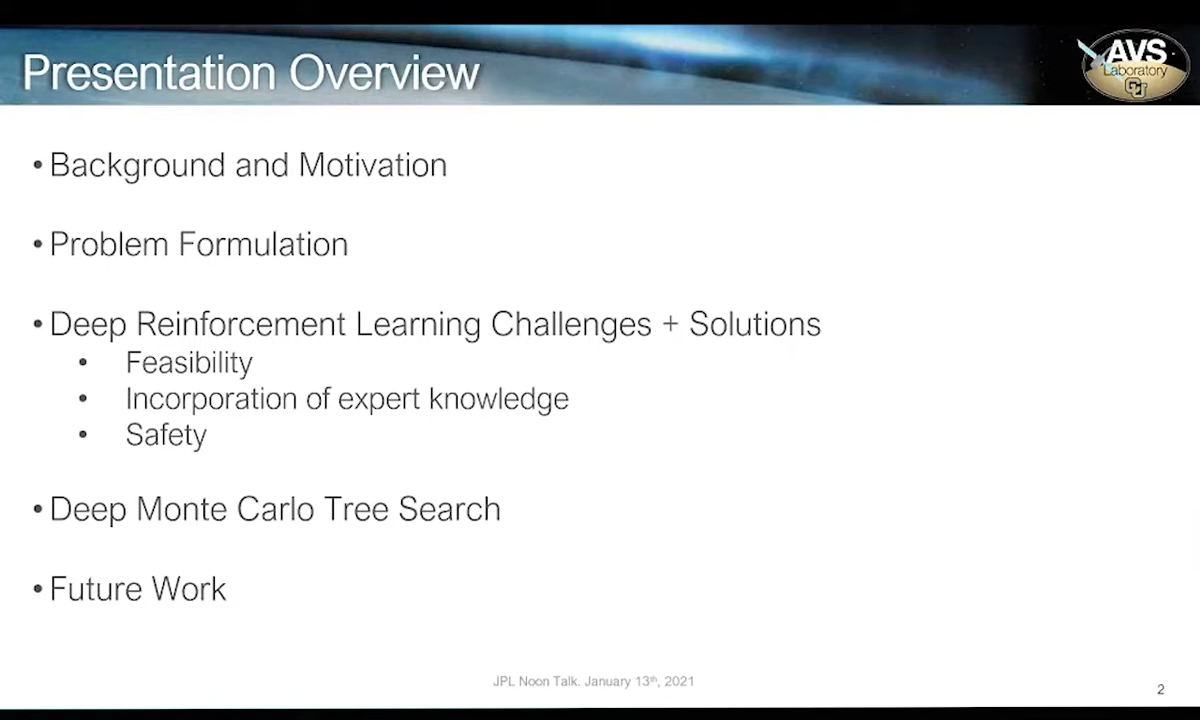 Presentation Overview
AVS
Laboratory
CU
• Background and Motivation
• Problem Formulation
• Deep Reinforcement Learning Challenges + Solutions
• Feasibility
• Incorporation of expert knowledge
• Safety
• Deep Monte Carlo Tree Search
• Future Work
JPL Noon Talk. January 13th, 2021
2